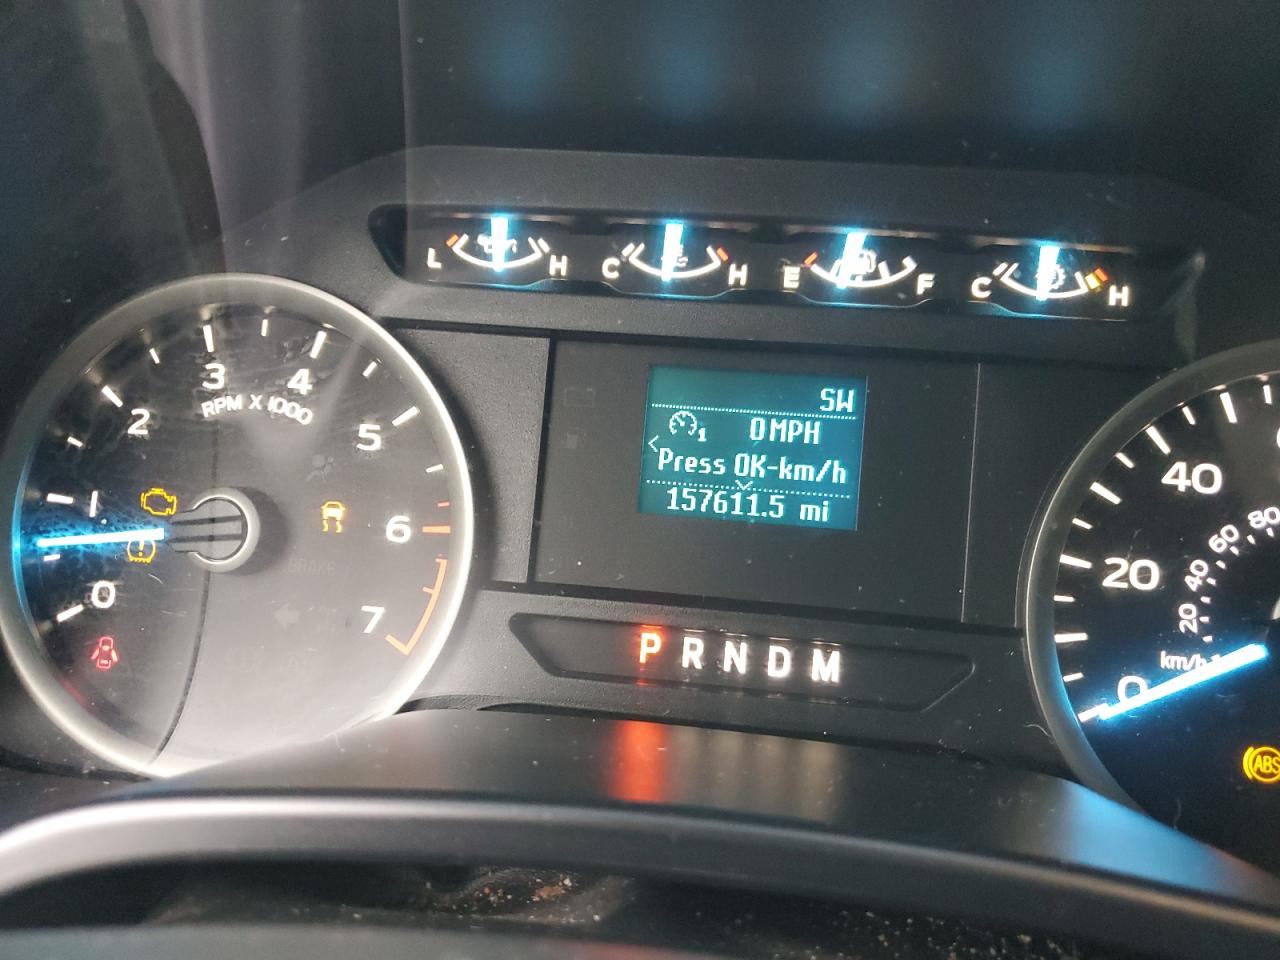 L H C H E F C H
0 1 2 3 4 5 6 7
RPM X 1000
SW
1 0 MPH
Press OK-km/h
157611.5 mi
BRAKE
P R N D M
0 20 40
20 40 60 80
km/h
ABS